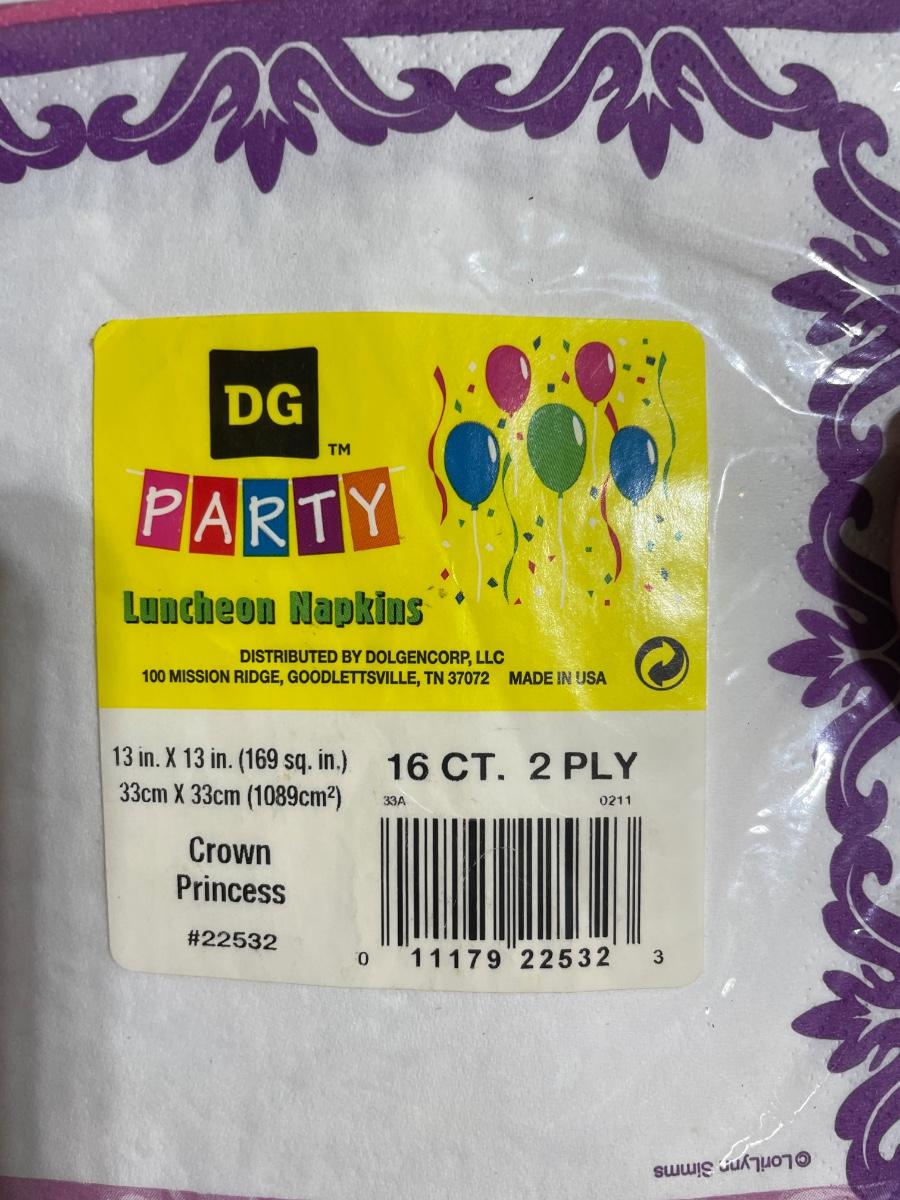 DG
TM
PARTY
Luncheon Napkins
DISTRIBUTED BY DOLGENCORP, LLC
100 MISSION RIDGE, GOODLETTSVILLE, TN 37072 MADE IN USA
13 in. X 13 in. (169 sq. in.)
33cm X 33cm (1089cm²)
Crown
Princess
#22532
16 CT. 2 PLY
33A 0211
0 11179 22532 3
©LoriLynn Simms